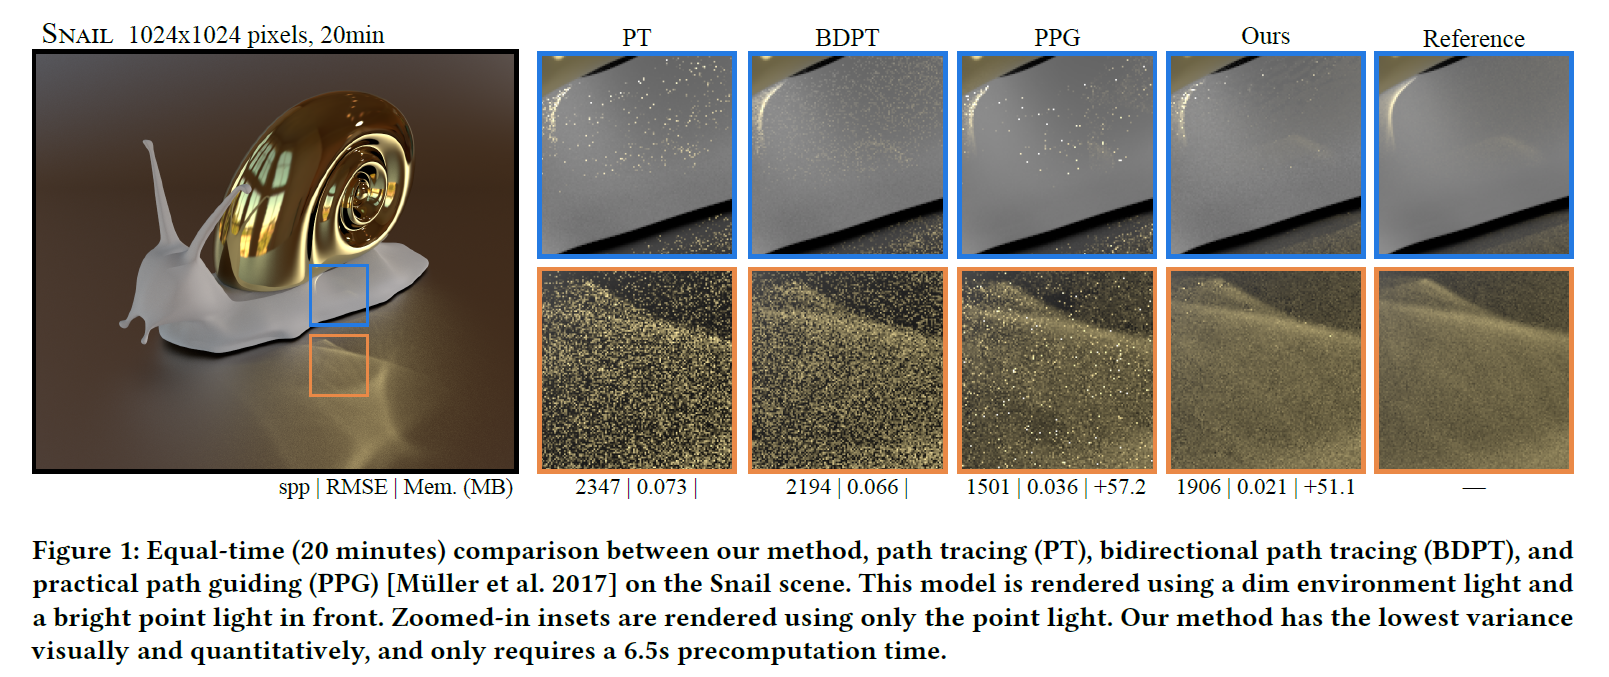 SNAIL 1024x1024 pixels, 20min
PT
BDPT
PPG
Ours
Reference
spp | RMSE | Mem. (MB)
2347 | 0.073 |
2194 | 0.066 |
1501 | 0.036 | +57.2
1906 | 0.021 | +51.1
—
Figure 1: Equal-time (20 minutes) comparison between our method, path tracing (PT), bidirectional path tracing (BDPT), and
practical path guiding (PPG) [Müller et al. 2017] on the Snail scene. This model is rendered using a dim environment light and
a bright point light in front. Zoomed-in insets are rendered using only the point light. Our method has the lowest variance
visually and quantitatively, and only requires a 6.5s precomputation time.